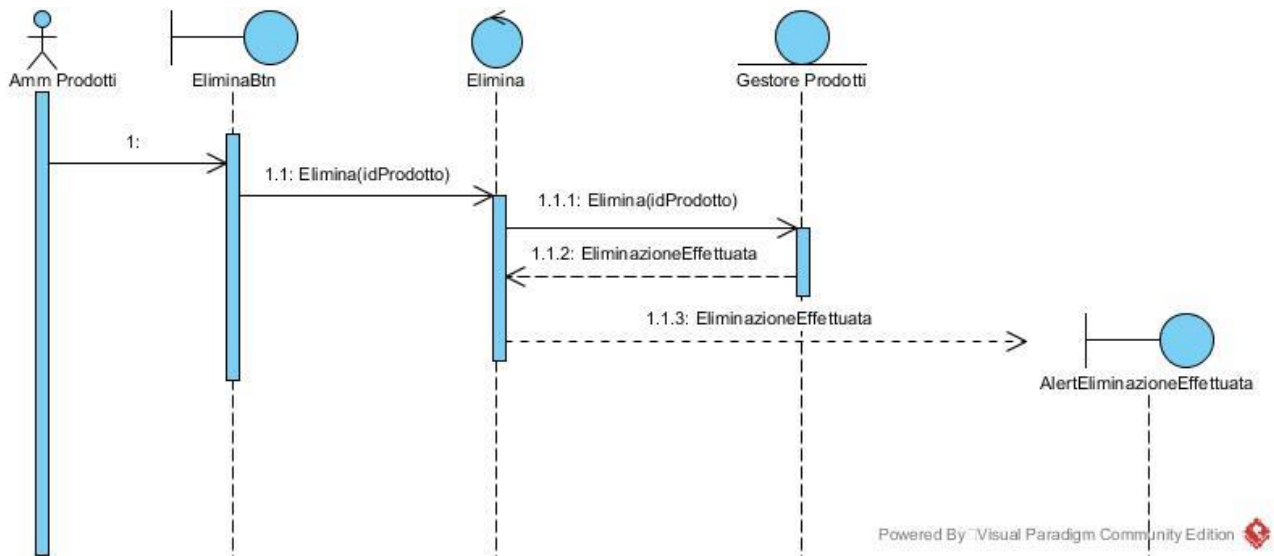 Amm Prodotti
EliminaBtn
Elimina
Gestore Prodotti
1:
1.1: Elimina(idProdotto)
1.1.1: Elimina(idProdotto)
1.1.2: EliminazioneEffettuata
1.1.3: EliminazioneEffettuata
AlertEliminazioneEffettuata
Powered By Visual Paradigm Community Edition